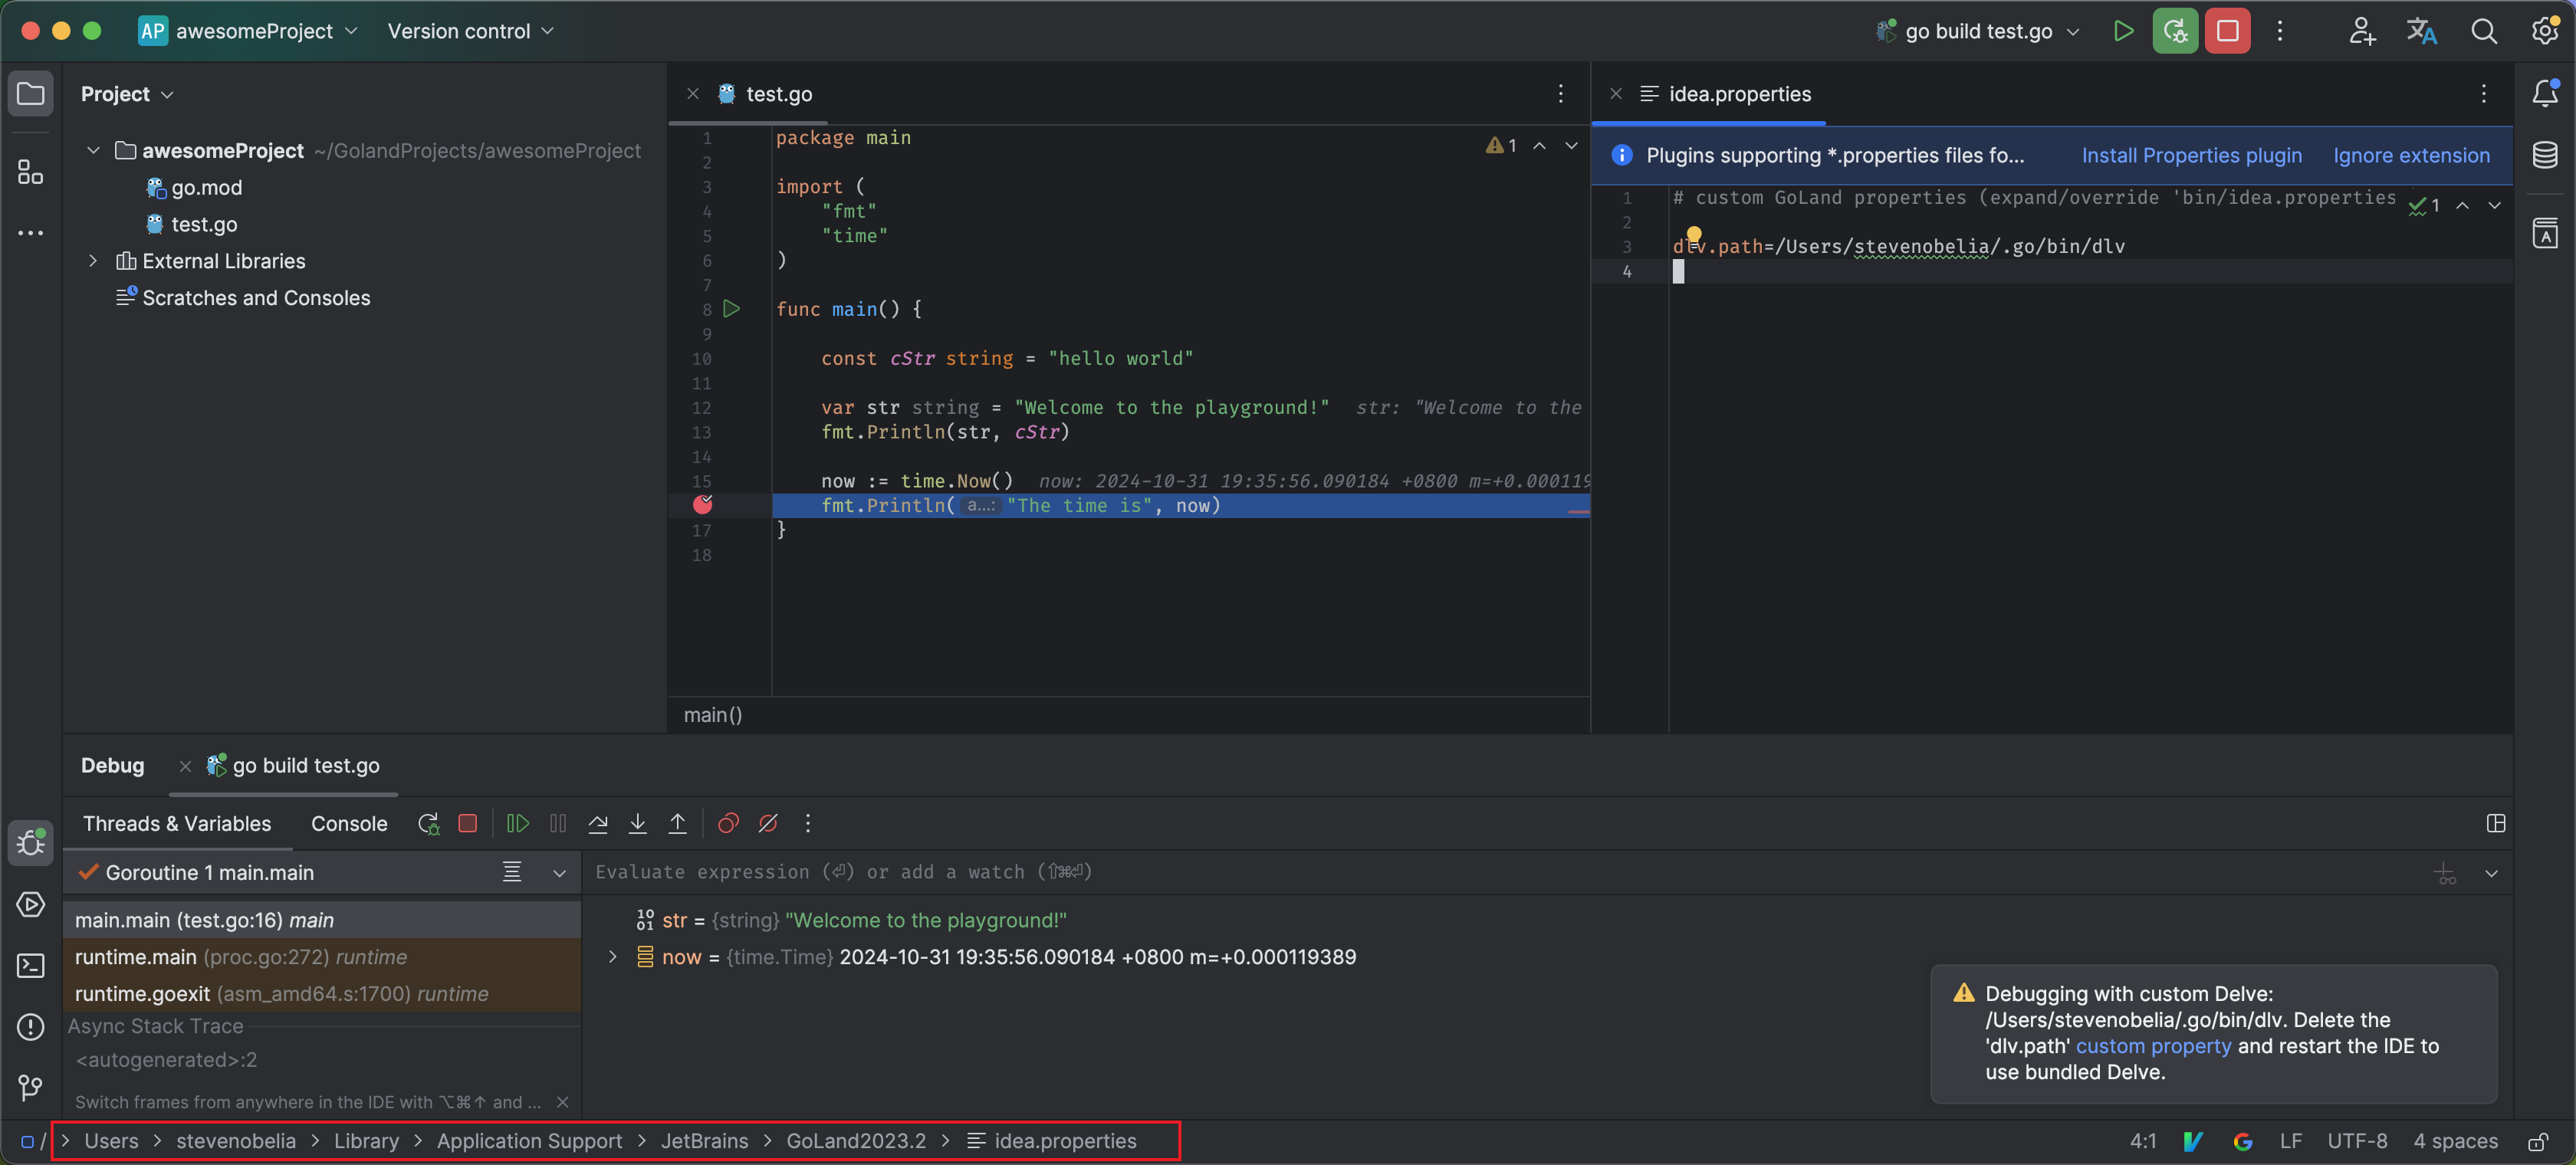 AP awesomeProject Version control go build test.go
Project
awesomeProject ~/GolandProjects/awesomeProject
go.mod
test.go
External Libraries
Scratches and Consoles
test.go
1 package main
2
3 import (
4 "fmt"
5 "time"
6 )
7
8 func main() {
9
10 const cStr string = "hello world"
11
12 var str string = "Welcome to the playground!" str: "Welcome to the
13 fmt.Println(str, cStr)
14
15 now := time.Now() now: 2024-10-31 19:35:56.090184 +0800 m=+0.000119
fmt.Println( a...: "The time is", now)
17 }
18
1
main()
idea.properties
Plugins supporting *.properties files fo... Install Properties plugin Ignore extension
1 # custom GoLand properties (expand/override 'bin/idea.properties
1
2
3 dlv.path=/Users/stevenobelia/.go/bin/dlv
4
Debug go build test.go
Threads & Variables Console
Goroutine 1 main.main
main.main (test.go:16) main
runtime.main (proc.go:272) runtime
runtime.goexit (asm_amd64.s:1700) runtime
Async Stack Trace
<autogenerated>:2
Switch frames from anywhere in the IDE with ⌥⌘↑ and ...
Evaluate expression (⏎) or add a watch (⇧⌘⏎)
str = {string} "Welcome to the playground!"
now = {time.Time} 2024-10-31 19:35:56.090184 +0800 m=+0.000119389
Debugging with custom Delve:
/Users/stevenobelia/.go/bin/dlv. Delete the
'dlv.path' custom property and restart the IDE to
use bundled Delve.
/ > Users > stevenobelia > Library > Application Support > JetBrains > GoLand2023.2 > idea.properties
4:1 LF UTF-8 4 spaces